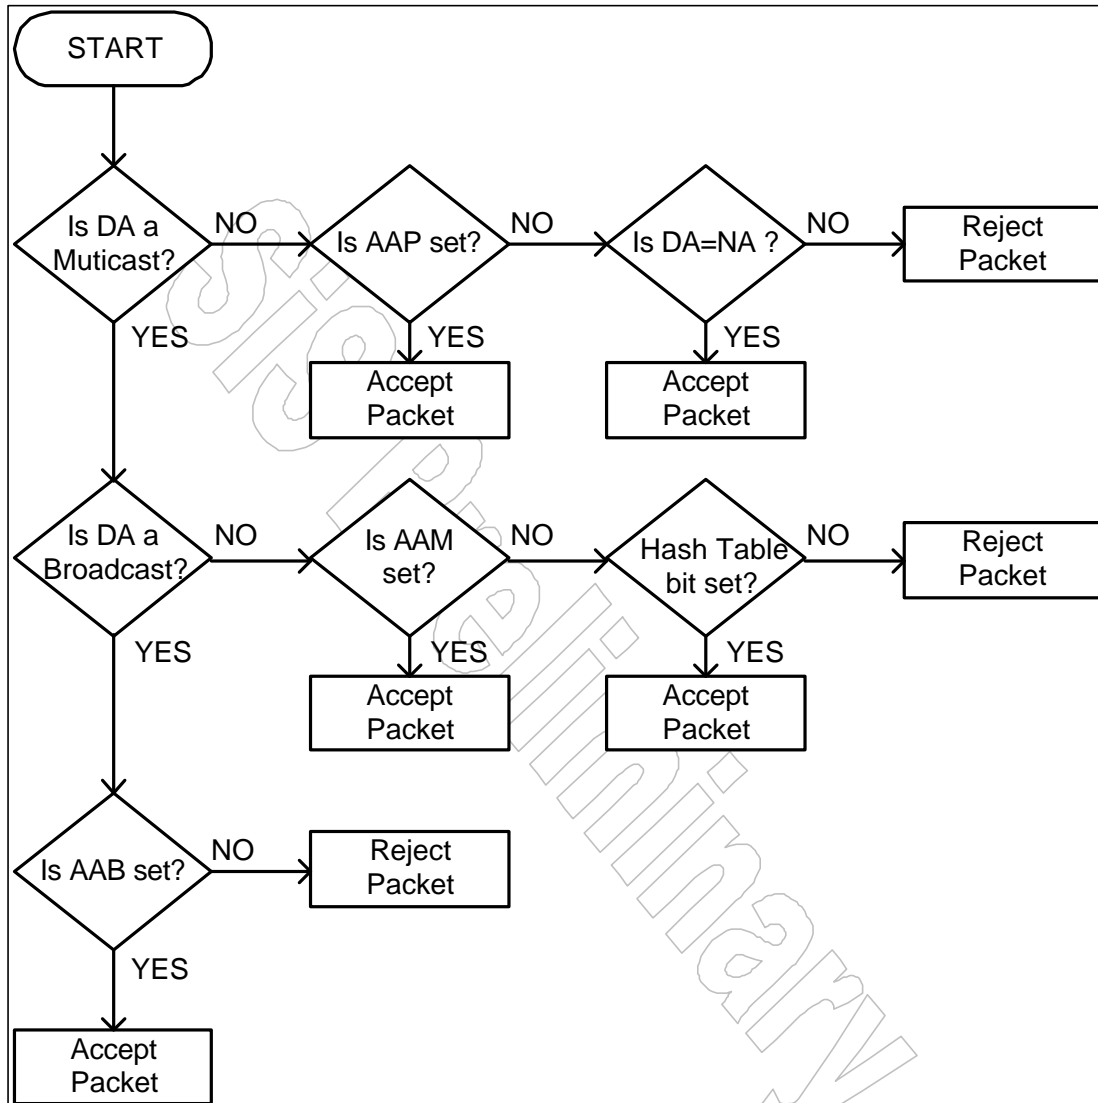 START
Is DA a
Muticast?
NO
Is AAP set?
NO
Is DA=NA ?
NO
Reject
Packet
YES
YES
YES
Accept
Packet
Accept
Packet
Is DA a
Broadcast?
NO
Is AAM
set?
NO
Hash Table
bit set?
NO
Reject
Packet
YES
YES
YES
Accept
Packet
Accept
Packet
Is AAB set?
NO
Reject
Packet
YES
Accept
Packet
SiS Preliminary